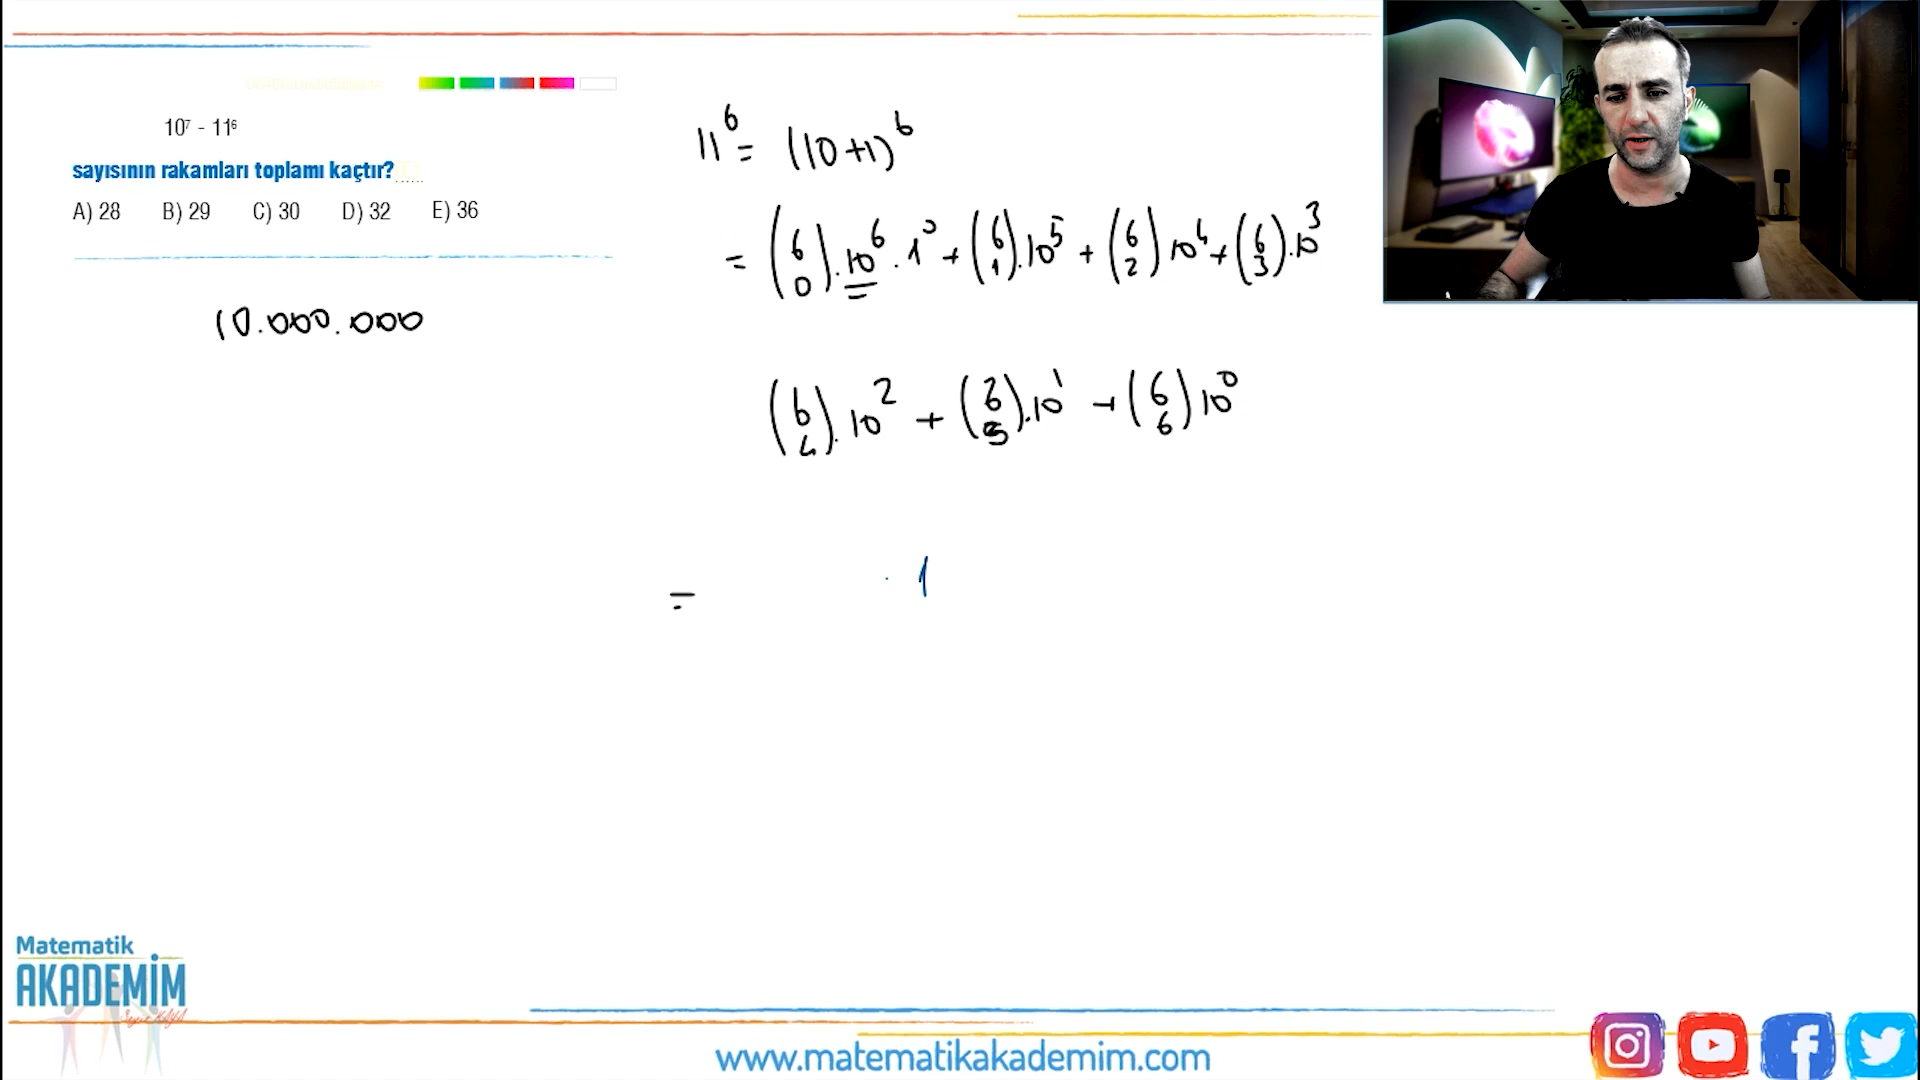 10⁷ - 11⁶
sayısının rakamları toplamı kaçtır?
A) 28 B) 29 C) 30 D) 32 E) 36
10.000.000
11⁶ = (10+1)⁶
= (6 0).10⁶.1⁰ + (6 1).10⁵ + (6 2) 10⁴ + (6 3).10³
(6 4).10² + (6 5).10¹ + (6 6) 10⁰
= 1
Matematik
AKADEMİM
www.matematikakademim.com